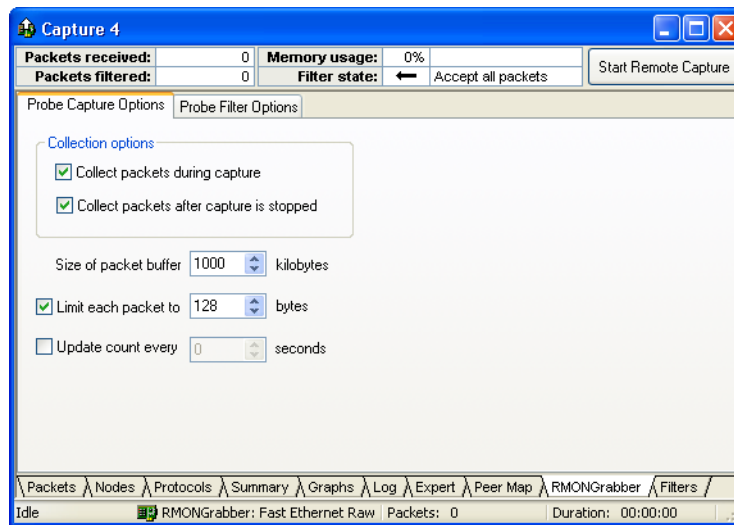 Capture 4
Packets received: 0 Memory usage: 0%
Packets filtered: 0 Filter state: Accept all packets
Start Remote Capture
Probe Capture Options Probe Filter Options
Collection options
Collect packets during capture
Collect packets after capture is stopped
Size of packet buffer 1000 kilobytes
Limit each packet to 128 bytes
Update count every 0 seconds
Packets Nodes Protocols Summary Graphs Log Expert Peer Map RMONGrabber Filters
Idle RMONGrabber: Fast Ethernet Raw Packets: 0 Duration: 00:00:00